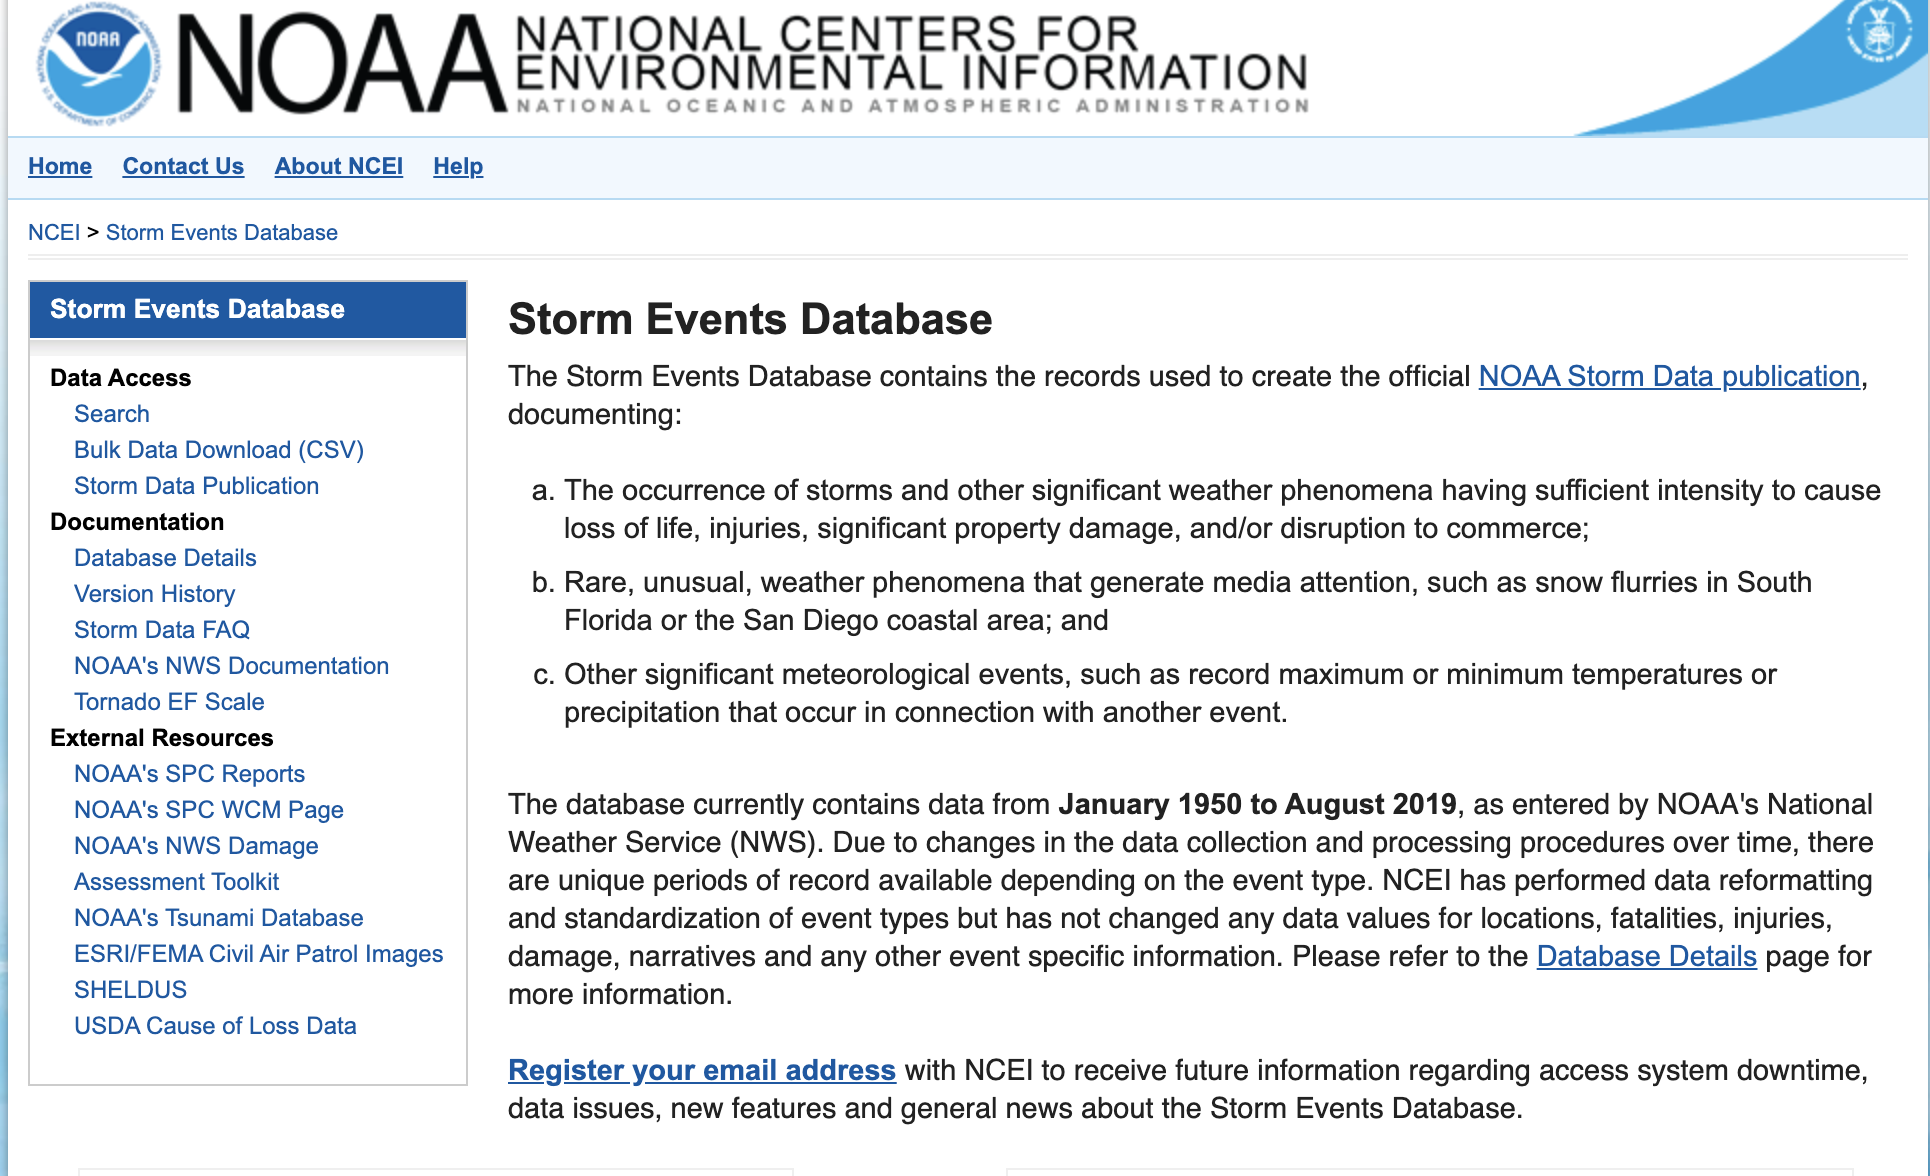 NOAA
NOAA
NATIONAL CENTERS FOR
ENVIRONMENTAL INFORMATION
NATIONAL OCEANIC AND ATMOSPHERIC ADMINISTRATION
Home Contact Us About NCEI Help
NCEI > Storm Events Database
Storm Events Database
Data Access
Search
Bulk Data Download (CSV)
Storm Data Publication
Documentation
Database Details
Version History
Storm Data FAQ
NOAA's NWS Documentation
Tornado EF Scale
External Resources
NOAA's SPC Reports
NOAA's SPC WCM Page
NOAA's NWS Damage
Assessment Toolkit
NOAA's Tsunami Database
ESRI/FEMA Civil Air Patrol Images
SHELDUS
USDA Cause of Loss Data
Storm Events Database
The Storm Events Database contains the records used to create the official NOAA Storm Data publication,
documenting:
a. The occurrence of storms and other significant weather phenomena having sufficient intensity to cause
loss of life, injuries, significant property damage, and/or disruption to commerce;
b. Rare, unusual, weather phenomena that generate media attention, such as snow flurries in South
Florida or the San Diego coastal area; and
c. Other significant meteorological events, such as record maximum or minimum temperatures or
precipitation that occur in connection with another event.
The database currently contains data from January 1950 to August 2019, as entered by NOAA's National
Weather Service (NWS). Due to changes in the data collection and processing procedures over time, there
are unique periods of record available depending on the event type. NCEI has performed data reformatting
and standardization of event types but has not changed any data values for locations, fatalities, injuries,
damage, narratives and any other event specific information. Please refer to the Database Details page for
more information.
Register your email address with NCEI to receive future information regarding access system downtime,
data issues, new features and general news about the Storm Events Database.